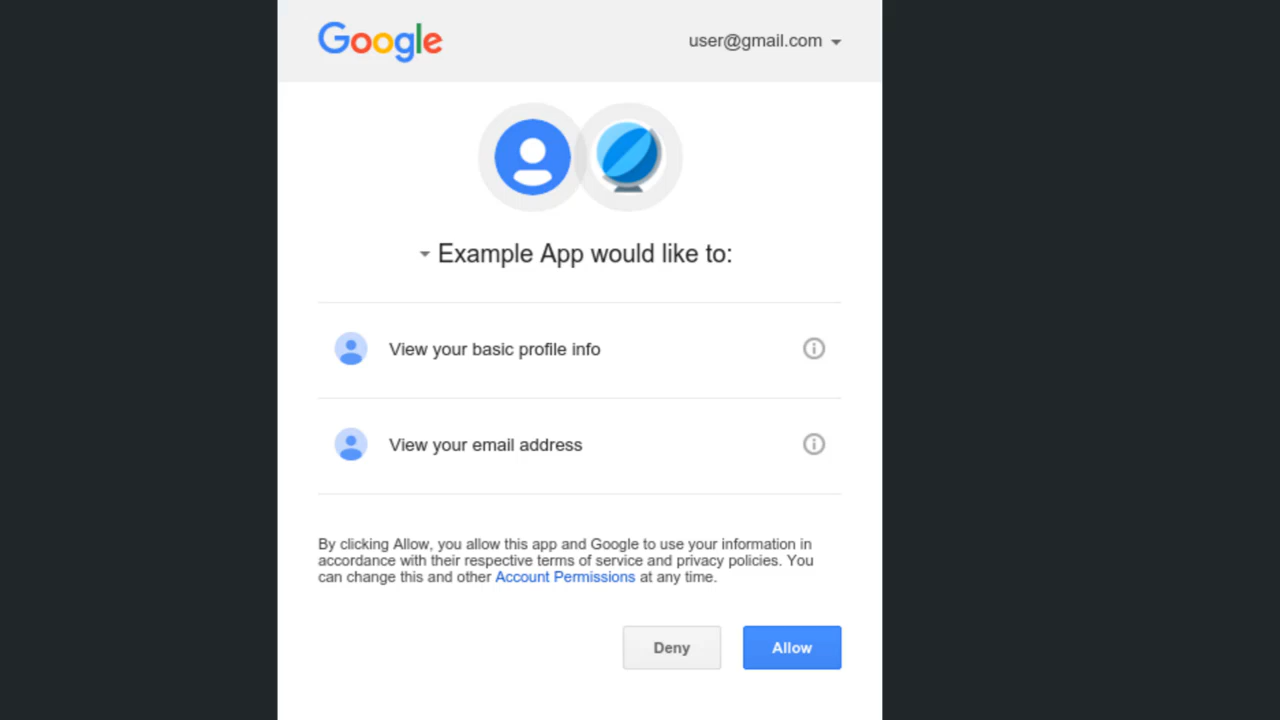 Google
user@gmail.com
Example App would like to:
View your basic profile info
View your email address
By clicking Allow, you allow this app and Google to use your information in
accordance with their respective terms of service and privacy policies. You
can change this and other Account Permissions at any time.
Deny
Allow